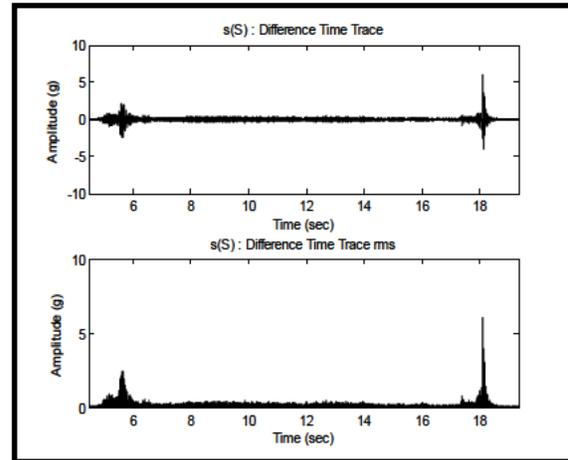 s(S) : Difference Time Trace
10
5
0
-5
-10
Amplitude (g)
6 8 10 12 14 16 18
Time (sec)
s(S) : Difference Time Trace rms
10
5
0
Amplitude (g)
6 8 10 12 14 16 18
Time (sec)